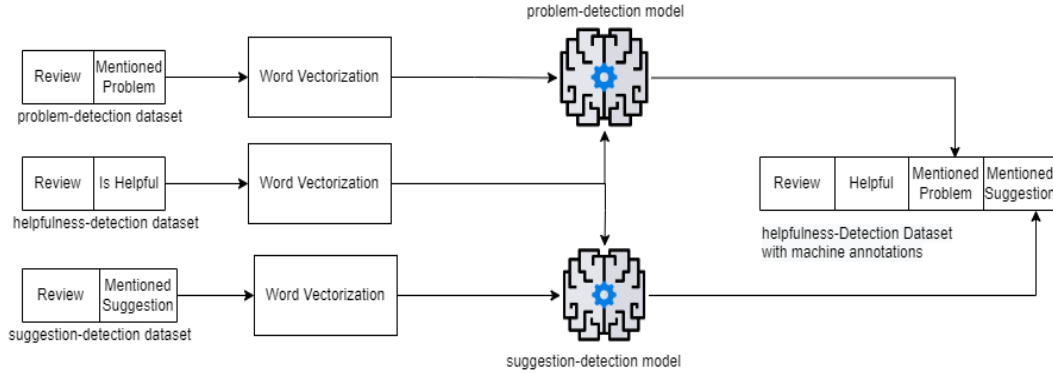 problem-detection model
Review
Mentioned
Problem
Word Vectorization
problem-detection dataset
Review
Is Helpful
Word Vectorization
helpfulness-detection dataset
Review
Helpful
Mentioned
Problem
Mentioned
Suggestion
helpfulness-Detection Dataset
with machine annotations
Review
Mentioned
Suggestion
Word Vectorization
suggestion-detection dataset
suggestion-detection model